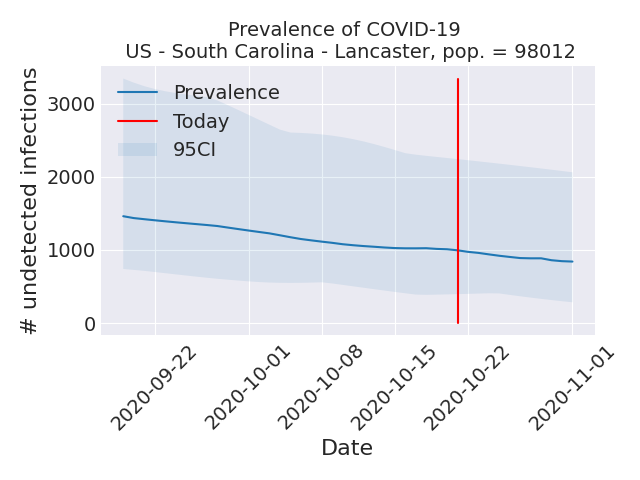 Prevalence of COVID-19
US - South Carolina - Lancaster, pop. = 98012
# undetected infections
3000
2000
1000
0
Prevalence
Today
95CI
2020-09-22
2020-10-01
2020-10-08
2020-10-15
2020-10-22
2020-11-01
Date